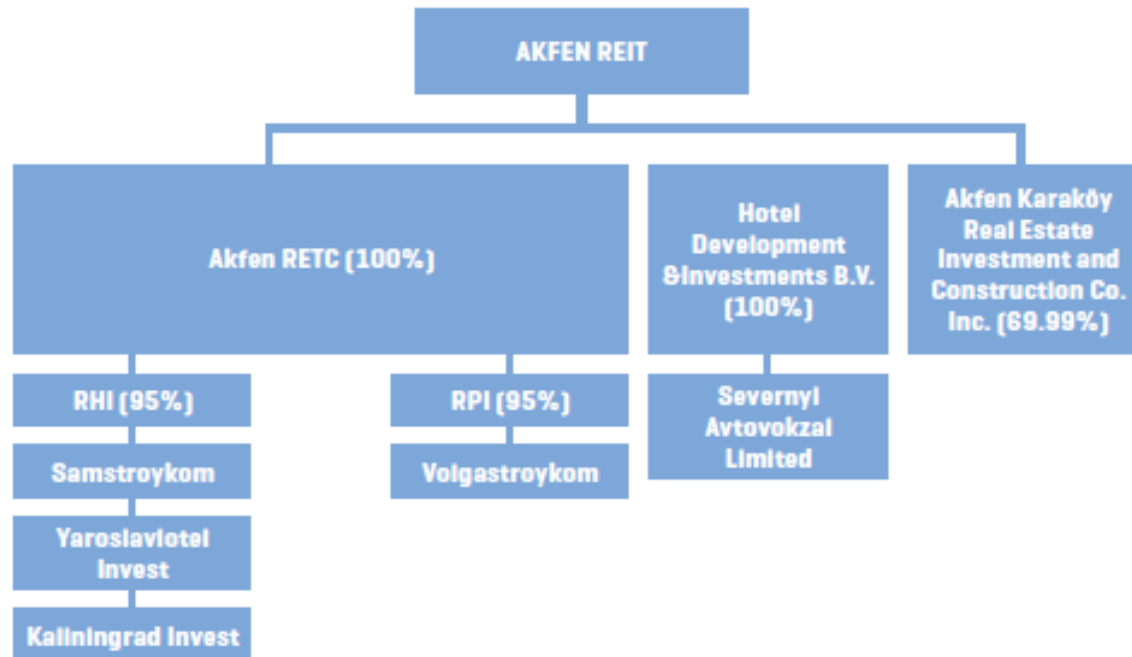 AKFEN REIT
Akfen RETC (100%)
Hotel
Development
&Investments B.V.
(100%)
Akfen Karaköy
Real Estate
Investment and
Construction Co.
Inc. (69.99%)
RHI (95%)
RPI (95%)
Severnyl
Avtovokzal
Limited
Samstroykom
Volgastroykom
Yaroslavlotel
Invest
Kaliningrad Invest